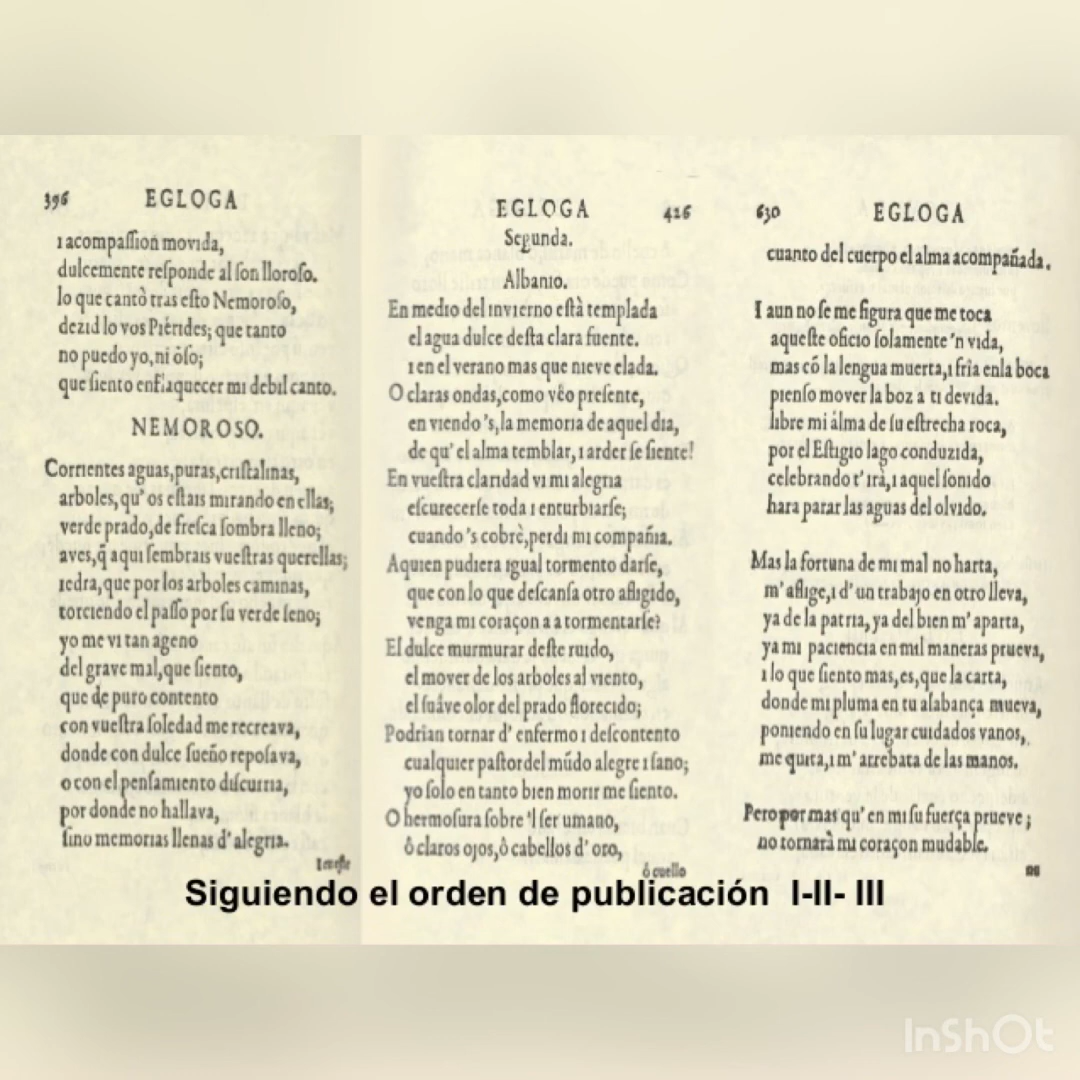 396 EGLOGA
ı acompaſſion movida,
dulcemente reſponde al ſon lloroſo.
lo que cantò tras eſto Nemoroſo,
dezid lo vos Piérides; que tanto
no puedo yo, ni òſo;
que ſiento enflaquecer mi debil canto.
NEMOROSO.
Corrientes aguas, puras, criſtalinas,
arboles, qu' os eſtais mirando en ellas;
verde prado, de freſca ſombra lleno;
aves, q̃ aqui ſembrais vueſtras querellas;
ıedra, que por los arboles caminas,
torciendo el paſſo por ſu verde ſeno;
yo me vi tan ageno
del grave mal, que ſiento,
que de puro contento
con vueſtra ſoledad me recreava,
donde con dulce ſueño repoſava,
o con el penſamiento diſcurria,
por donde no hallava,
ſino memorias llenas d' alegria.
EGLOGA 426
Segunda.
Albanio.
En medio del invierno eſtà templada
el agua dulce deſta clara fuente.
ı en el verano mas que nieve elada.
O claras ondas, como vêo preſente,
en viendo 's, la memoria de aquel dia,
de qu' el alma temblar, ı arder ſe ſiente!
En vueſtra claridad vi mi alegria
eſcurecerſe toda ı enturbiarſe;
cuando 's cobrè, perdi mi compañia.
Aquien pudiera igual tormento darſe,
que con lo que deſcanſa otro afligido,
venga mi coraçon a atormentarſe?
El dulce murmurar deſte ruido,
el mover de los arboles al viento,
el ſuâve olor del prado florecido;
Podrian tornar d' enfermo ı deſcontento
cualquier paſtor del mũdo alegre ı ſano;
yo ſolo en tanto bien morir me ſiento.
O hermoſura ſobre 'l ſer umano,
ô claros ojos, ô cabellos d' oro,
ô cuello
630 EGLOGA
cuanto del cuerpo el alma acompañada.
I aun no ſe me figura que me toca
aqueſte oficio ſolamente 'n vida,
mas cõ la lengua muerta, ı fria enla boca
pienſo mover la boz a ti devida.
libre mi álma de ſu eſtrecha roca,
por el Eſtigio lago conduzida,
celebrando t' irà, ı aquel ſonido
hara parar las aguas del olvido.
Mas la fortuna de mi mal no harta,
m' aflige, ı d' un trabajo en otro lleva,
ya de la patria, ya del bien m' aparta,
ya mi paciencia en mil maneras prueva,
ı lo que ſiento mas, es, que la carta,
donde mi pluma en tu alabança mueva,
poniendo en ſu lugar cuidados vanos,
me quita, ı m' arrebata de las manos.
Pero por mas qu' en mi ſu fuerça prueve;
no tornarà mi coraçon mudable.
Siguiendo el orden de publicación I-II- III
InShOt